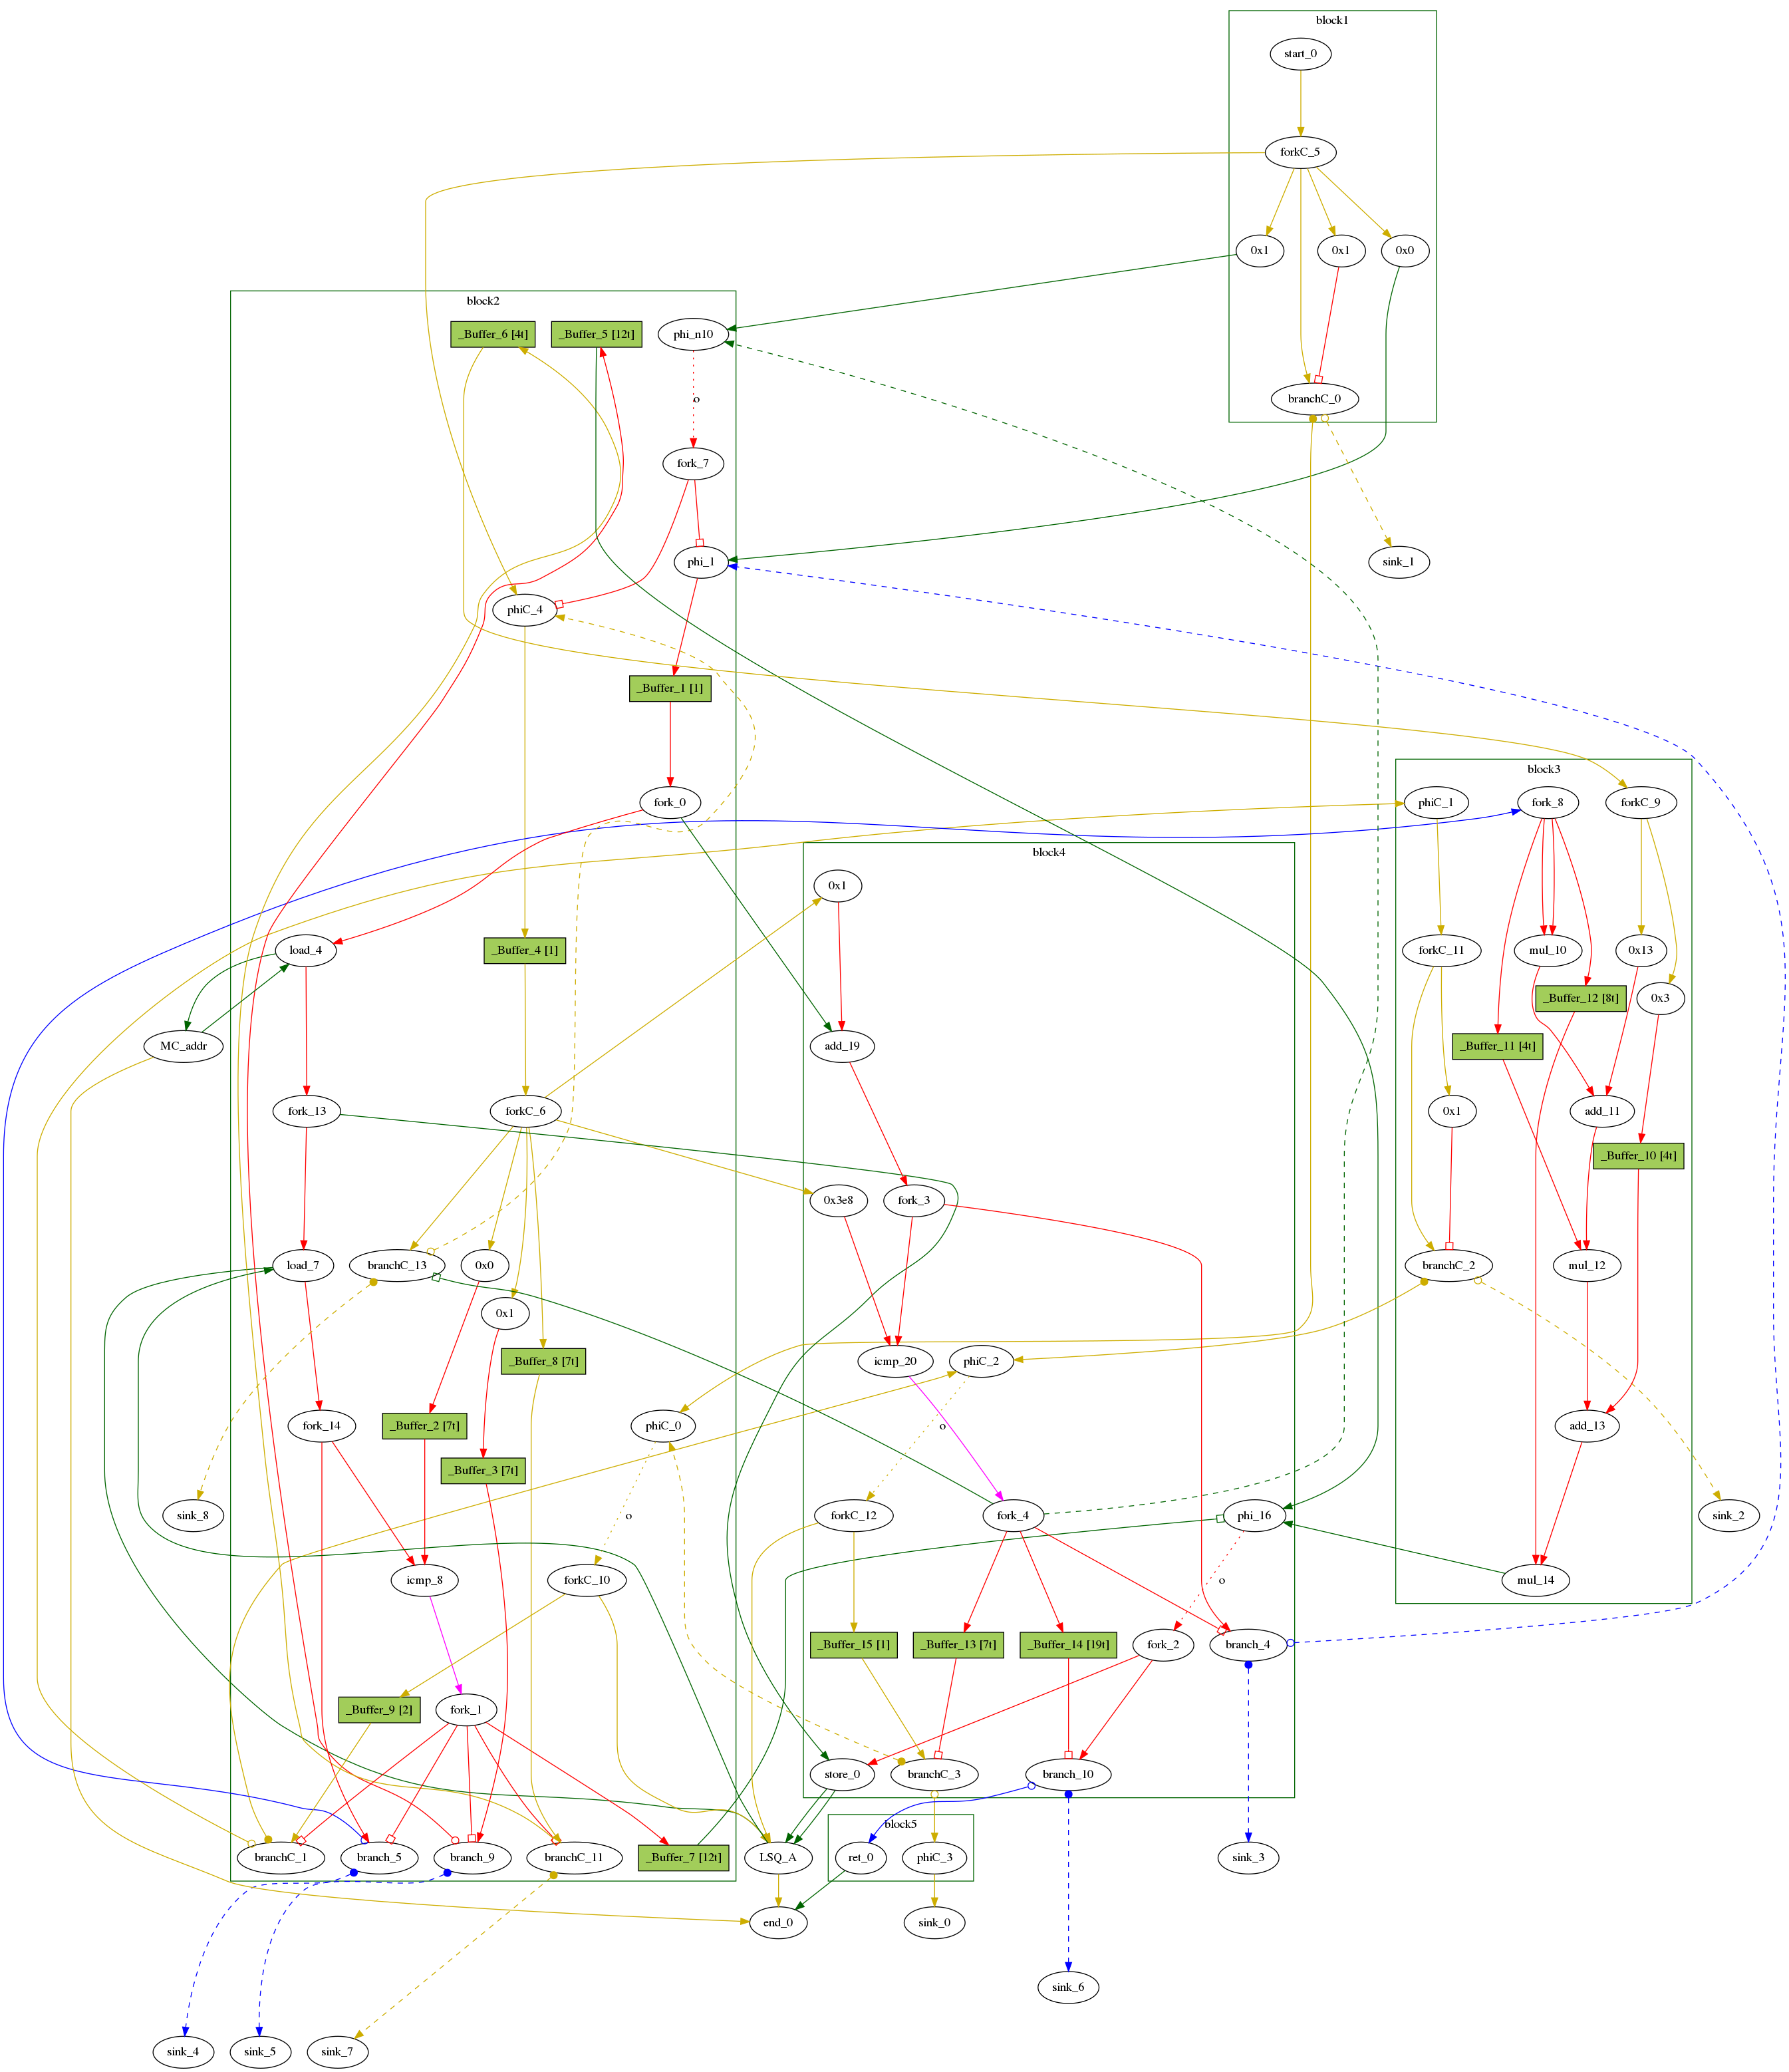 block1
start_0
forkC_5
0x1
0x1
0x0
block2
_Buffer_6 [4t]
_Buffer_5 [12t]
phi_n10
branchC_0
o
fork_7
phi_1
sink_1
phiC_4
_Buffer_1 [1]
block3
fork_0
phiC_1
fork_8
forkC_9
block4
0x1
load_4
_Buffer_4 [1]
forkC_11
mul_10
0x13
_Buffer_12 [8t]
0x3
MC_addr
add_19
_Buffer_11 [4t]
fork_13
forkC_6
0x1
add_11
_Buffer_10 [4t]
0x3e8
fork_3
load_7
branchC_13
0x0
branchC_2
mul_12
0x1
_Buffer_8 [7t]
icmp_20
phiC_2
fork_14
_Buffer_2 [7t]
phiC_0
o
add_13
_Buffer_3 [7t]
sink_8
o
forkC_12
fork_4
phi_16
sink_2
icmp_8
forkC_10
o
mul_14
_Buffer_15 [1]
_Buffer_13 [7t]
_Buffer_14 [19t]
fork_2
branch_4
_Buffer_9 [2]
fork_1
store_0
branchC_3
branch_10
block5
branchC_1
branch_5
branch_9
branchC_11
_Buffer_7 [12t]
LSQ_A
ret_0
phiC_3
sink_3
end_0
sink_0
sink_6
sink_4
sink_5
sink_7